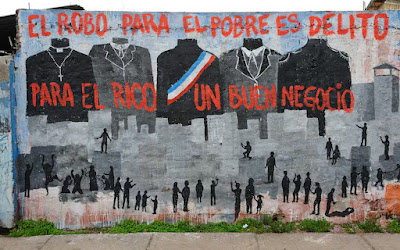 EL ROBO PARA EL POBRE ES DELITO
PARA EL RICO UN BUEN NEGOCIO